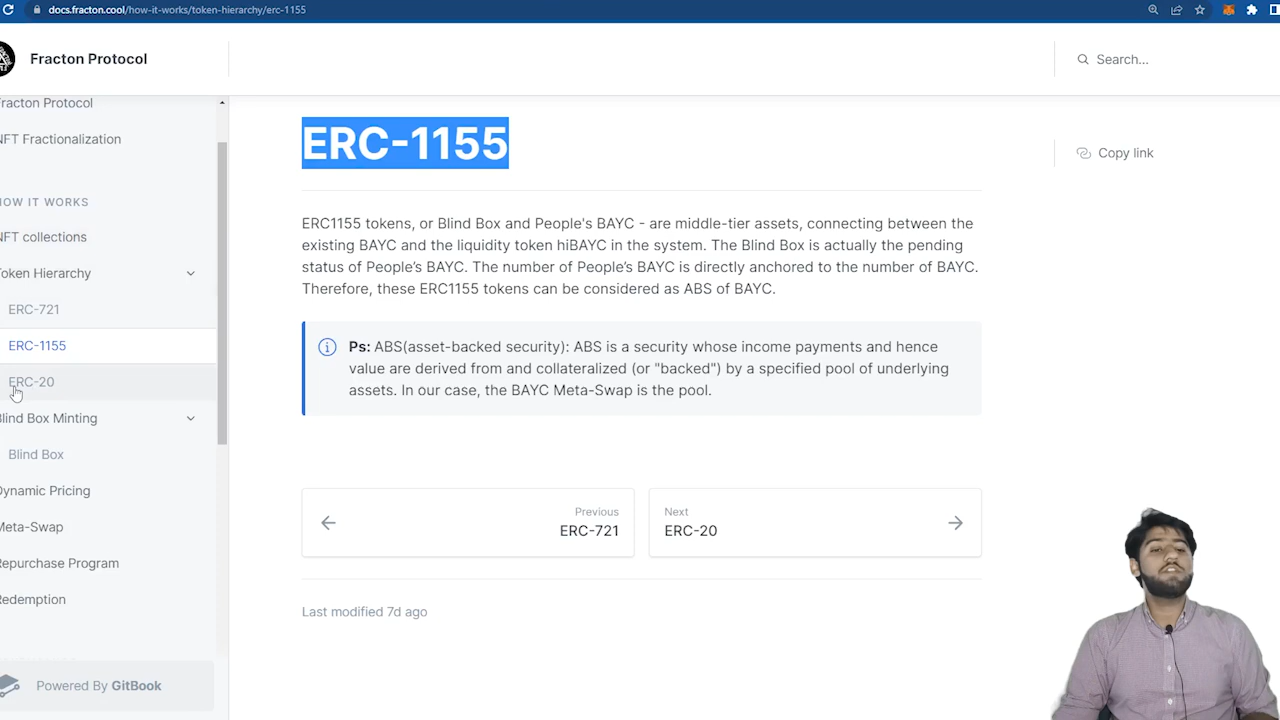 docs.fracton.cool/how-it-works/token-hierarchy/erc-1155
Fracton Protocol
Search...
Fracton Protocol
NFT Fractionalization
HOW IT WORKS
NFT collections
Token Hierarchy
ERC-721
ERC-1155
ERC-20
Blind Box Minting
Blind Box
Dynamic Pricing
Meta-Swap
Repurchase Program
Redemption
Powered By GitBook
ERC-1155
Copy link
ERC1155 tokens, or Blind Box and People's BAYC - are middle-tier assets, connecting between the
existing BAYC and the liquidity token hiBAYC in the system. The Blind Box is actually the pending
status of People’s BAYC. The number of People’s BAYC is directly anchored to the number of BAYC.
Therefore, these ERC1155 tokens can be considered as ABS of BAYC.
Ps: ABS(asset-backed security): ABS is a security whose income payments and hence
value are derived from and collateralized (or "backed") by a specified pool of underlying
assets. In our case, the BAYC Meta-Swap is the pool.
Previous
ERC-721
Next
ERC-20
Last modified 7d ago